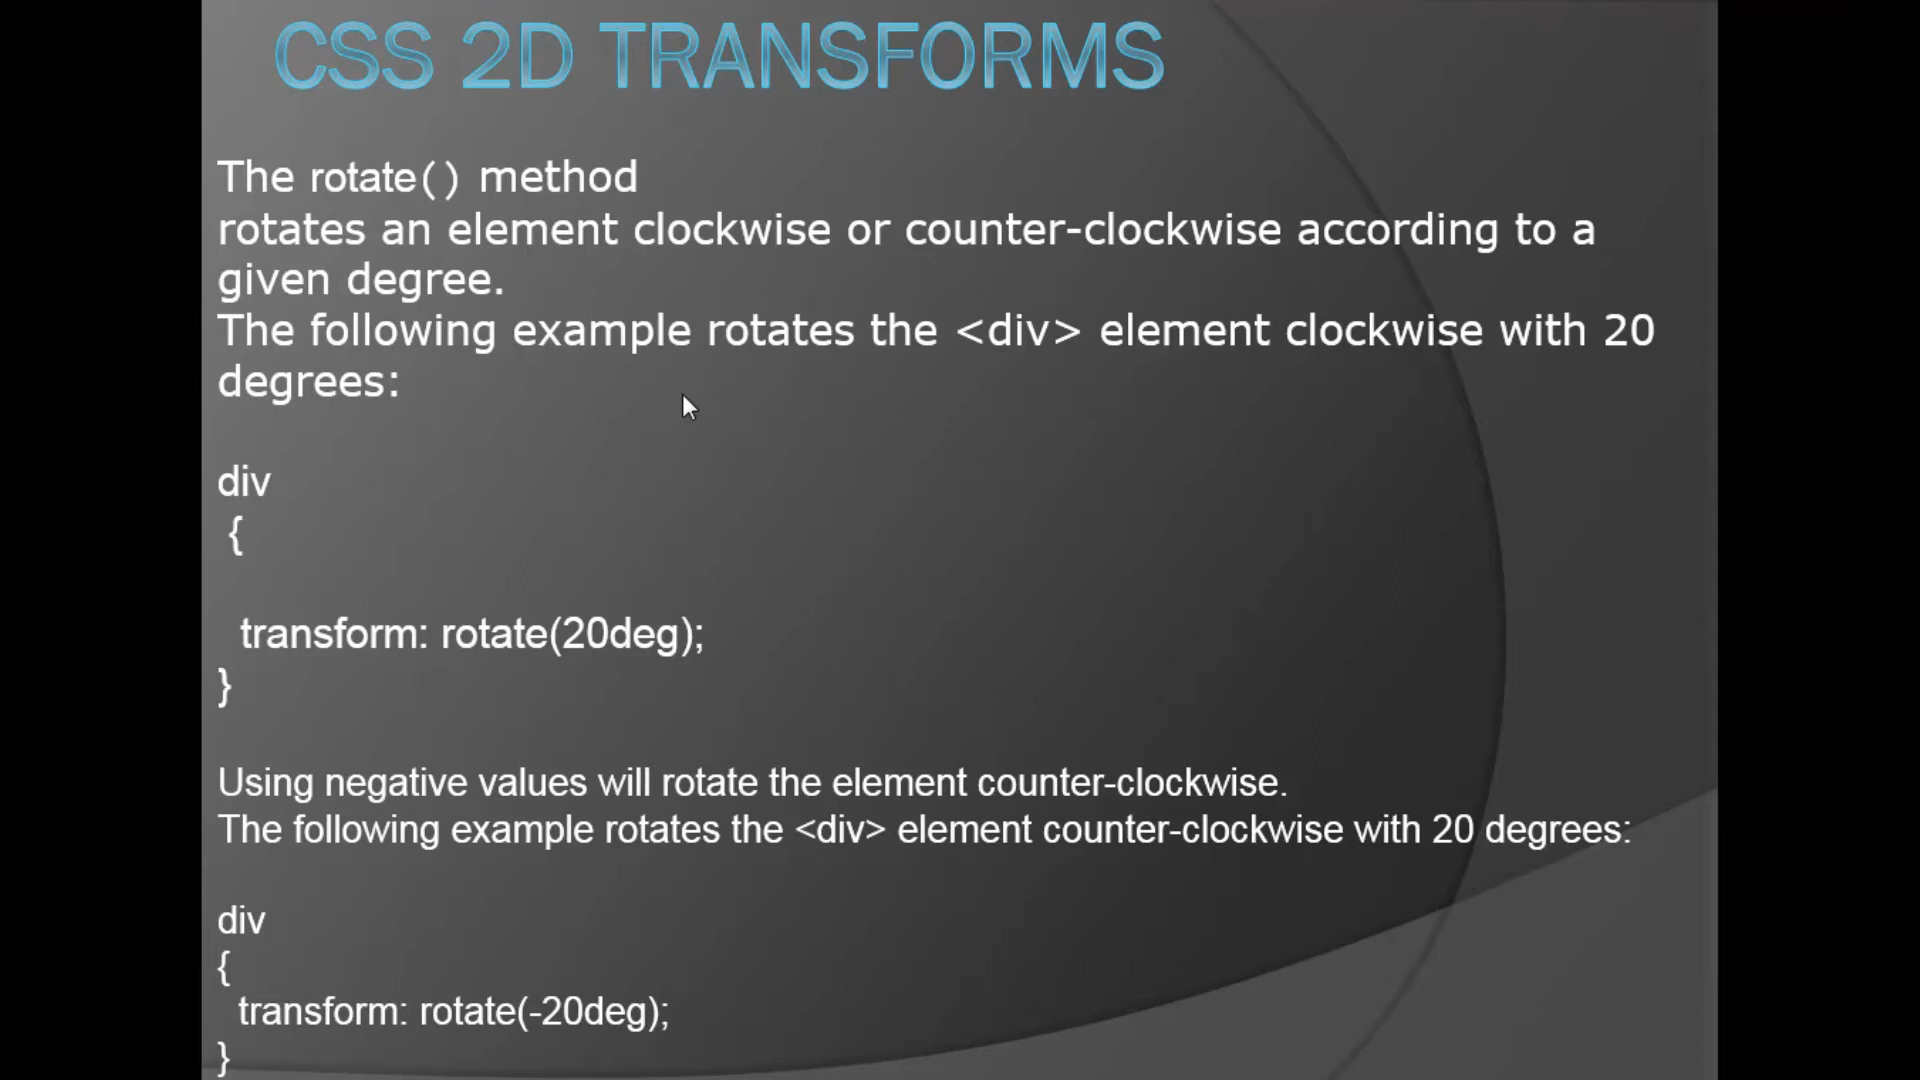 CSS 2D TRANSFORMS
The rotate() method
rotates an element clockwise or counter-clockwise according to a
given degree.
The following example rotates the <div> element clockwise with 20
degrees:
div
{
transform: rotate(20deg);
}
Using negative values will rotate the element counter-clockwise.
The following example rotates the <div> element counter-clockwise with 20 degrees:
div
{
transform: rotate(-20deg);
}